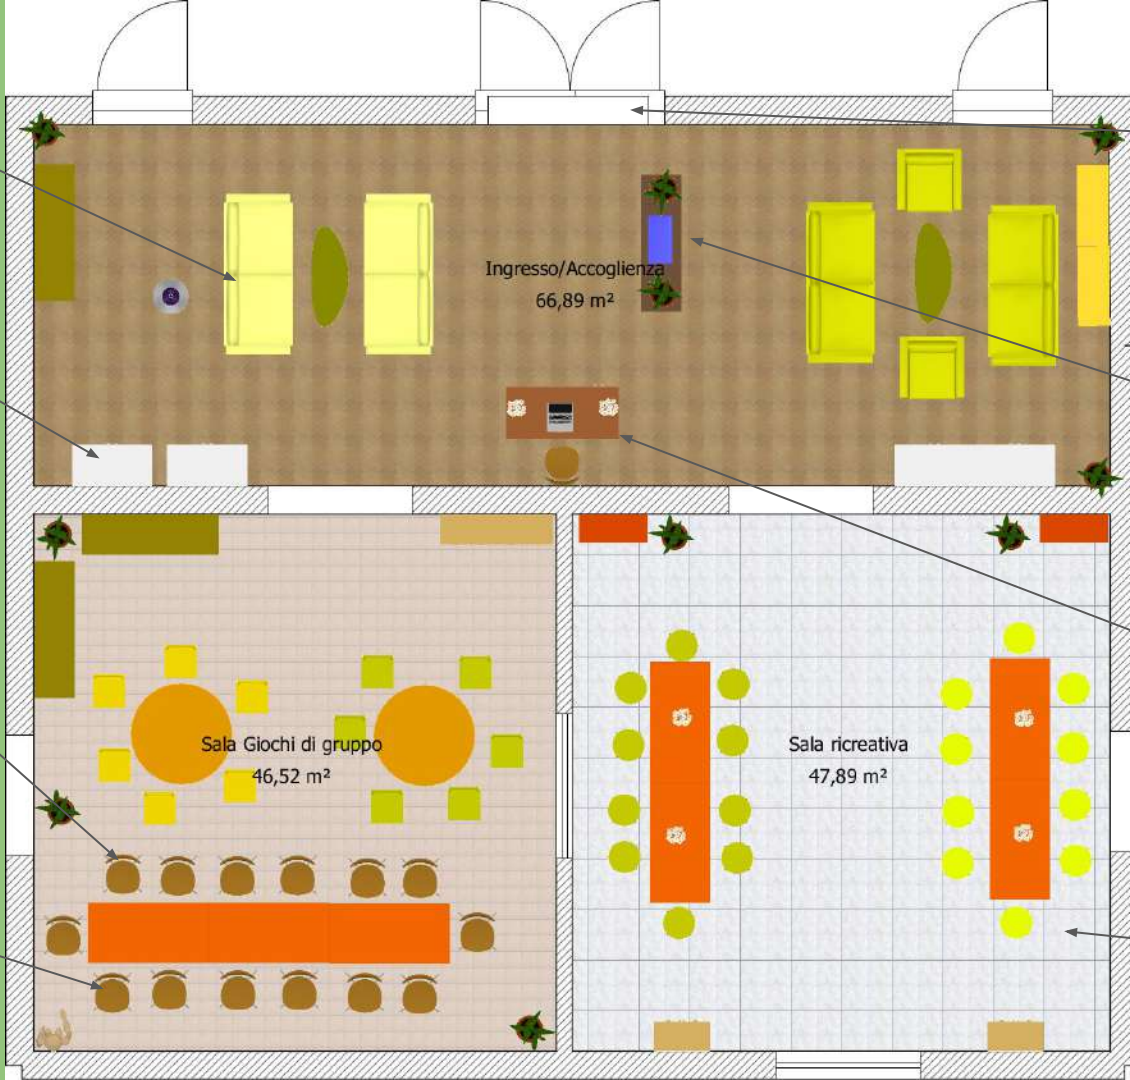 Ingresso/Accoglienza
66,89 m²
Sala Giochi di gruppo
46,52 m²
Sala ricreativa
47,89 m²